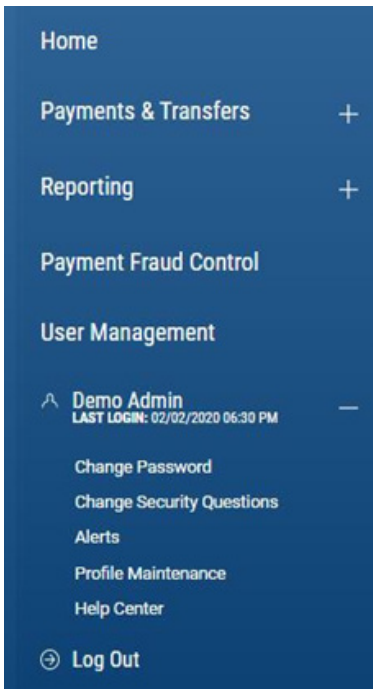 Home
Payments & Transfers
Reporting
Payment Fraud Control
User Management
Demo Admin
LAST LOGIN: 02/02/2020 06:30 PM
Change Password
Change Security Questions
Alerts
Profile Maintenance
Help Center
Log Out